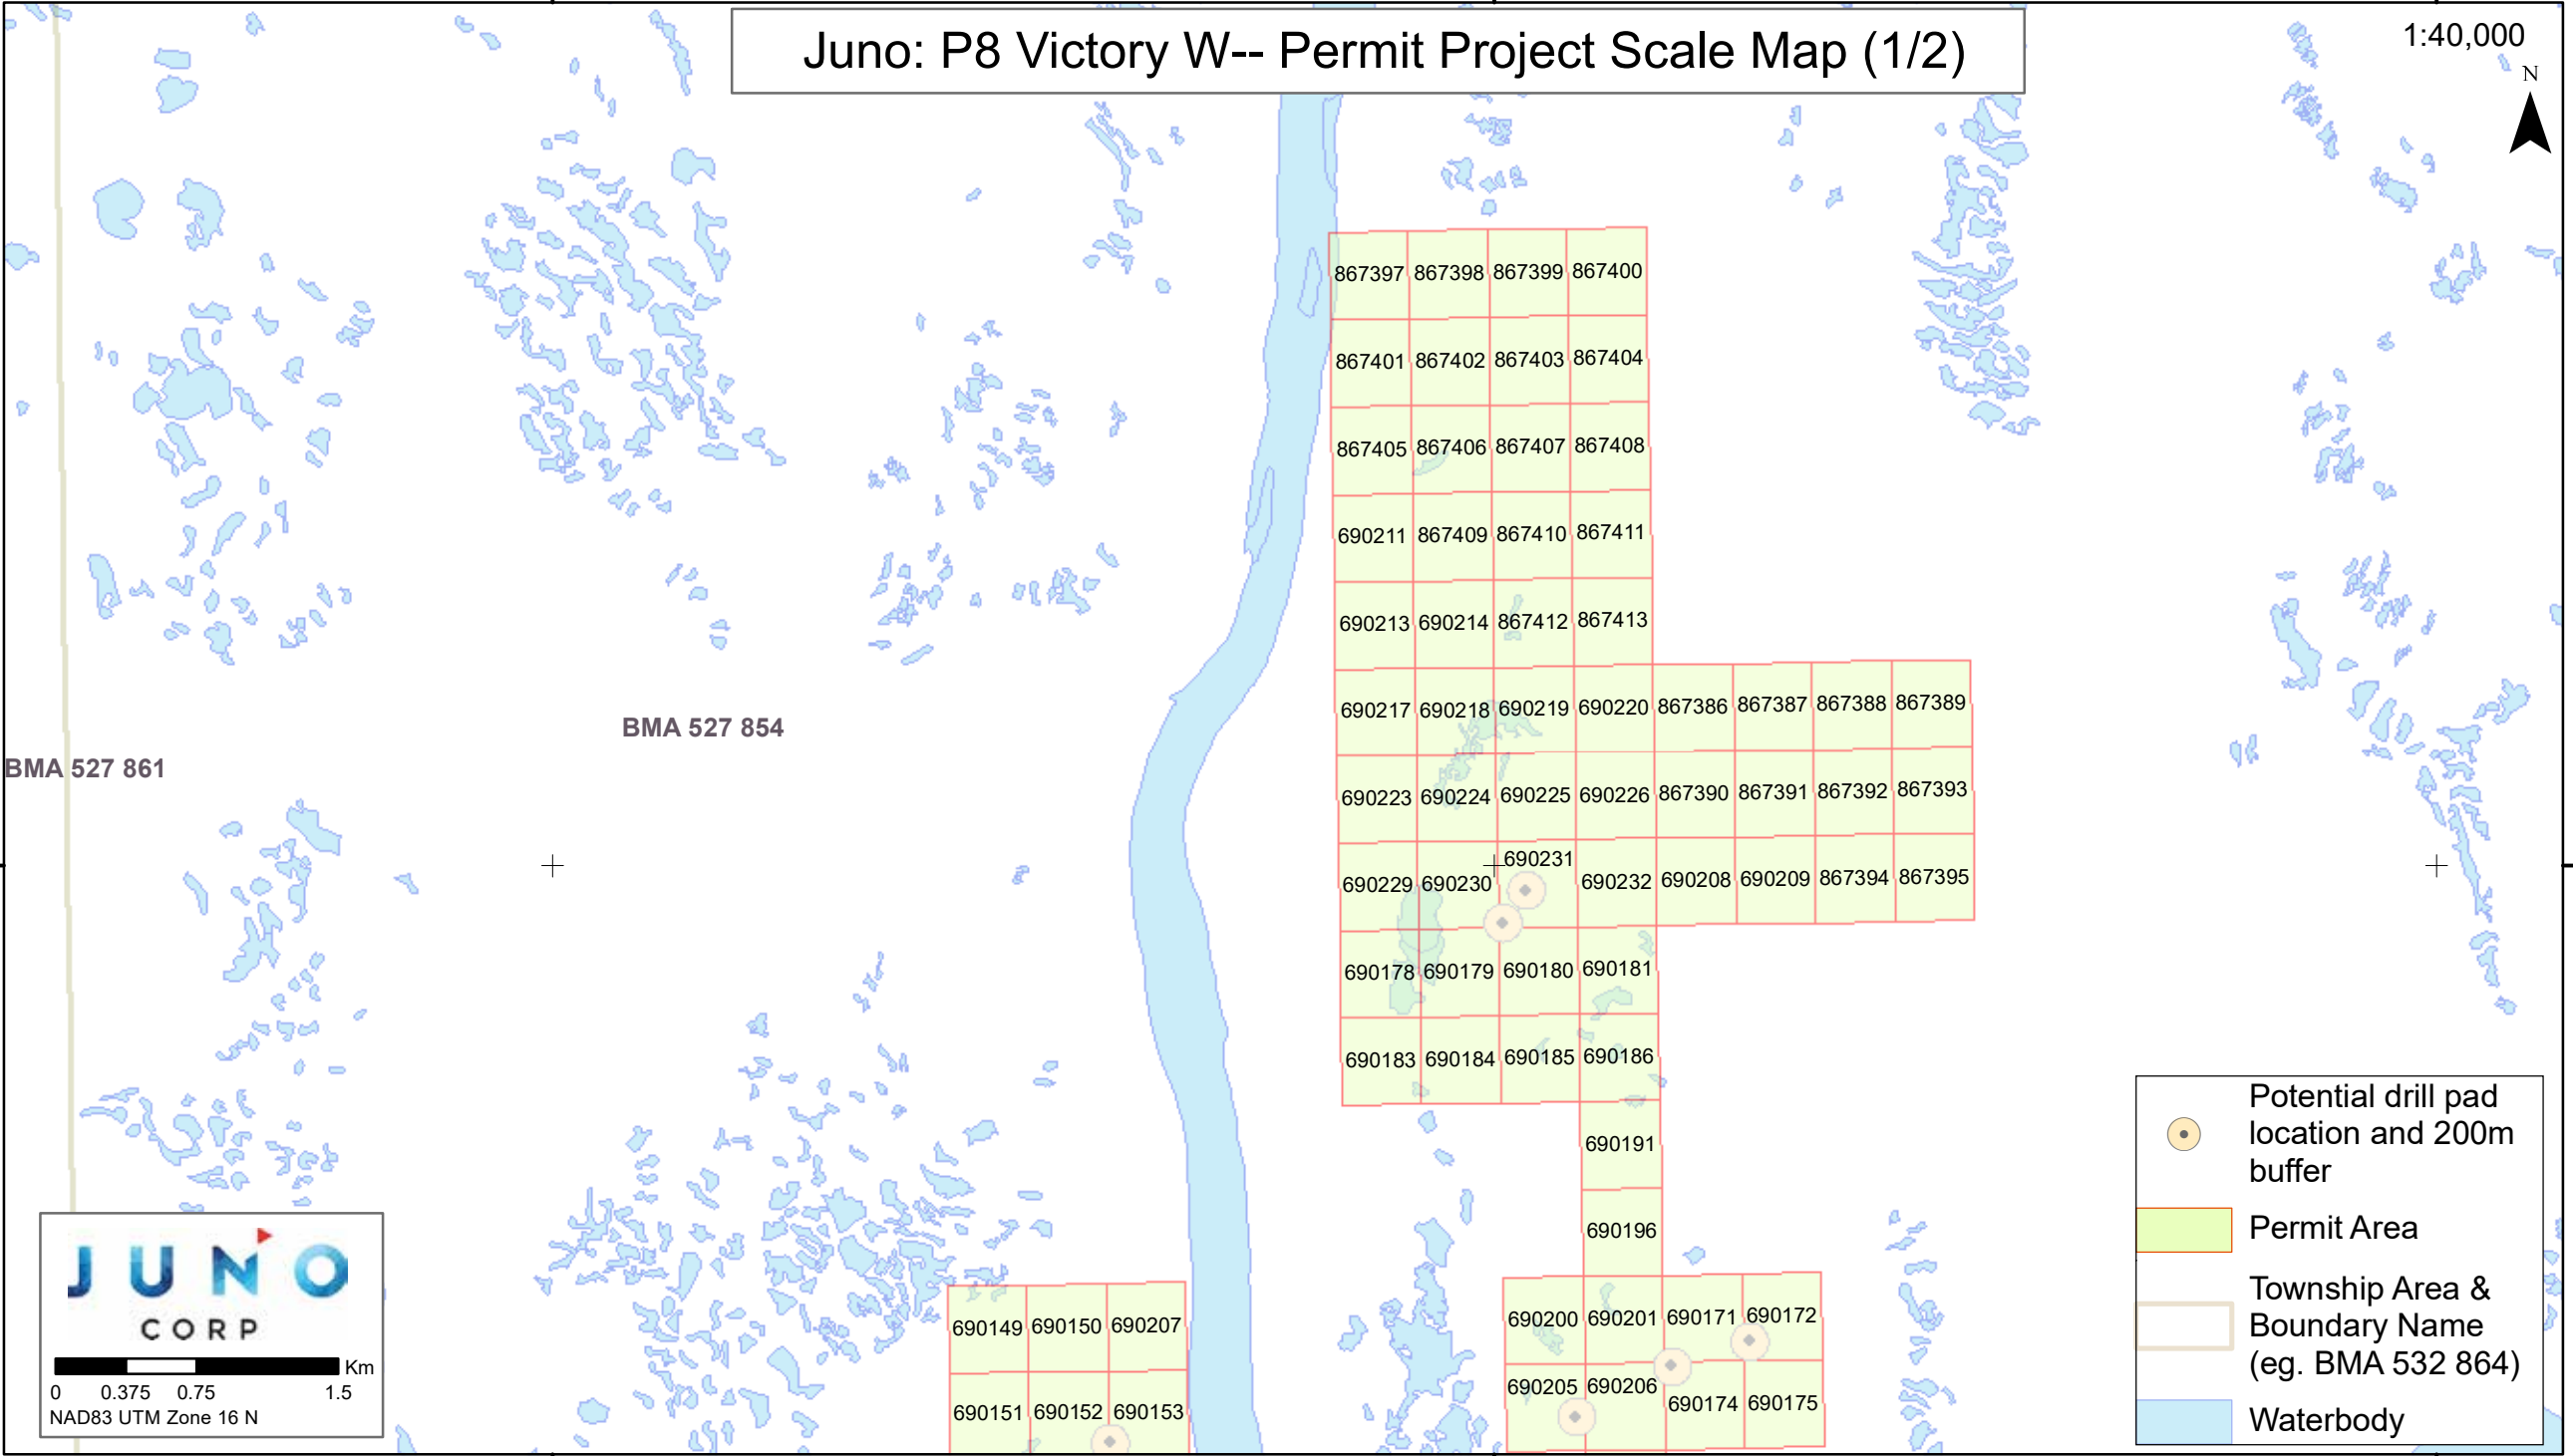 Juno: P8 Victory W-- Permit Project Scale Map (1/2)
1:40,000
N
867397 867398 867399 867400
867401 867402 867403 867404
867405 867406 867407 867408
690211 867409 867410 867411
690213 690214 867412 867413
690217 690218 690219 690220 867386 867387 867388 867389
BMA 527 854
BMA 527 861
690223 690224 690225 690226 867390 867391 867392 867393
690231
690229 690230 690232 690208 690209 867394 867395
690178 690179 690180 690181
690183 690184 690185 690186
690191
690196
690200 690201 690171 690172
690149 690150 690207
690205 690206 690174 690175
690151 690152 690153
JUNO
CORP
Km
0 0.375 0.75 1.5
NAD83 UTM Zone 16 N
Potential drill pad
location and 200m
buffer
Permit Area
Township Area &
Boundary Name
(eg. BMA 532 864)
Waterbody